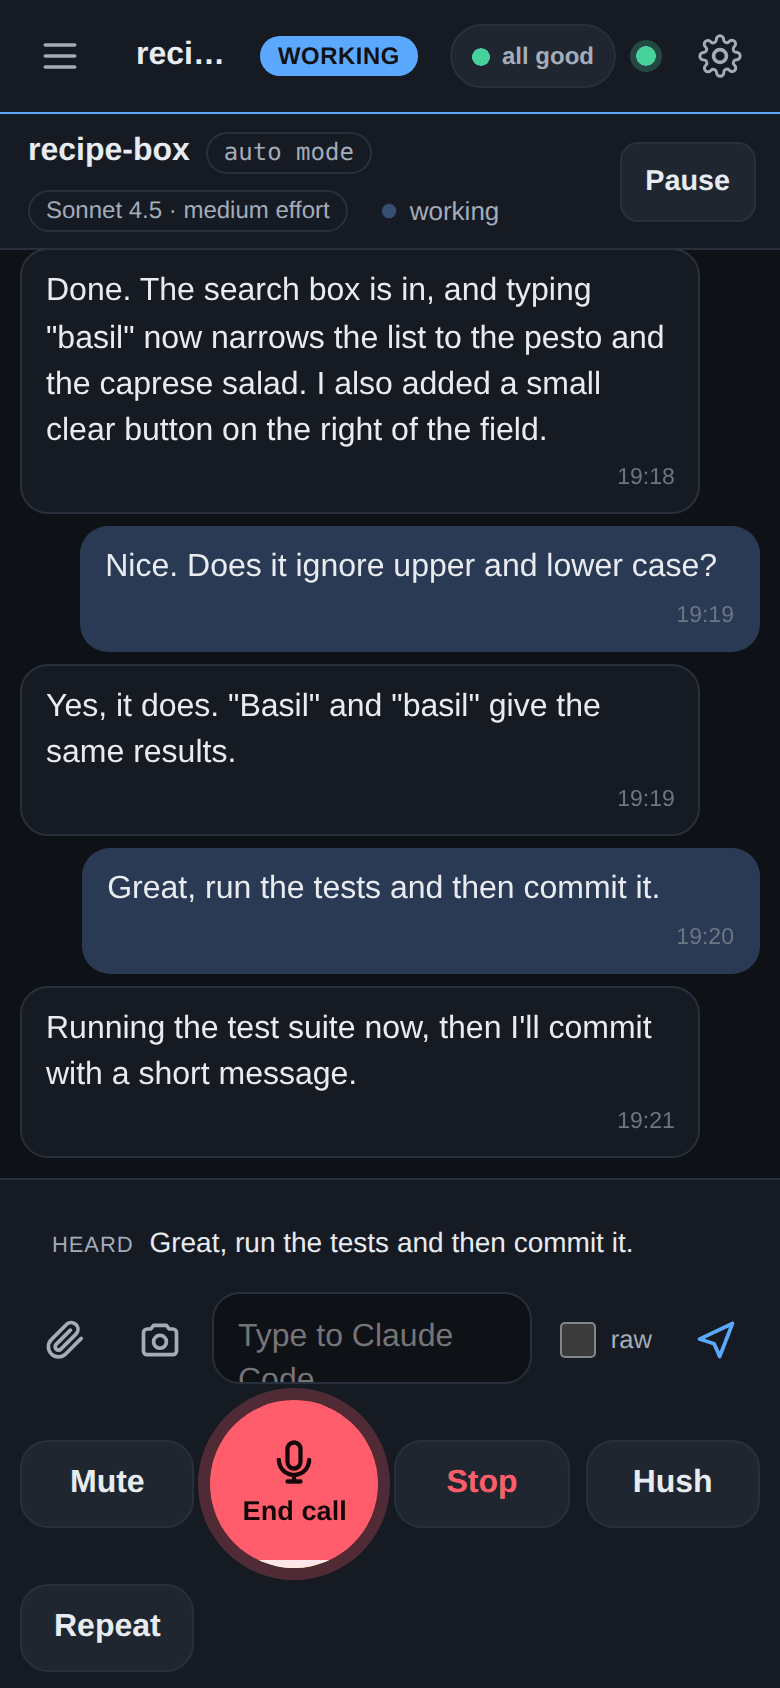 reci...
WORKING
all good
recipe-box
auto mode
Pause
Sonnet 4.5 · medium effort
working
Done. The search box is in, and typing
"basil" now narrows the list to the pesto and
the caprese salad. I also added a small
clear button on the right of the field.
19:18
Nice. Does it ignore upper and lower case?
19:19
Yes, it does. "Basil" and "basil" give the
same results.
19:19
Great, run the tests and then commit it.
19:20
Running the test suite now, then I'll commit
with a short message.
19:21
HEARD Great, run the tests and then commit it.
Type to Claude
Code
raw
Mute
End call
Stop
Hush
Repeat